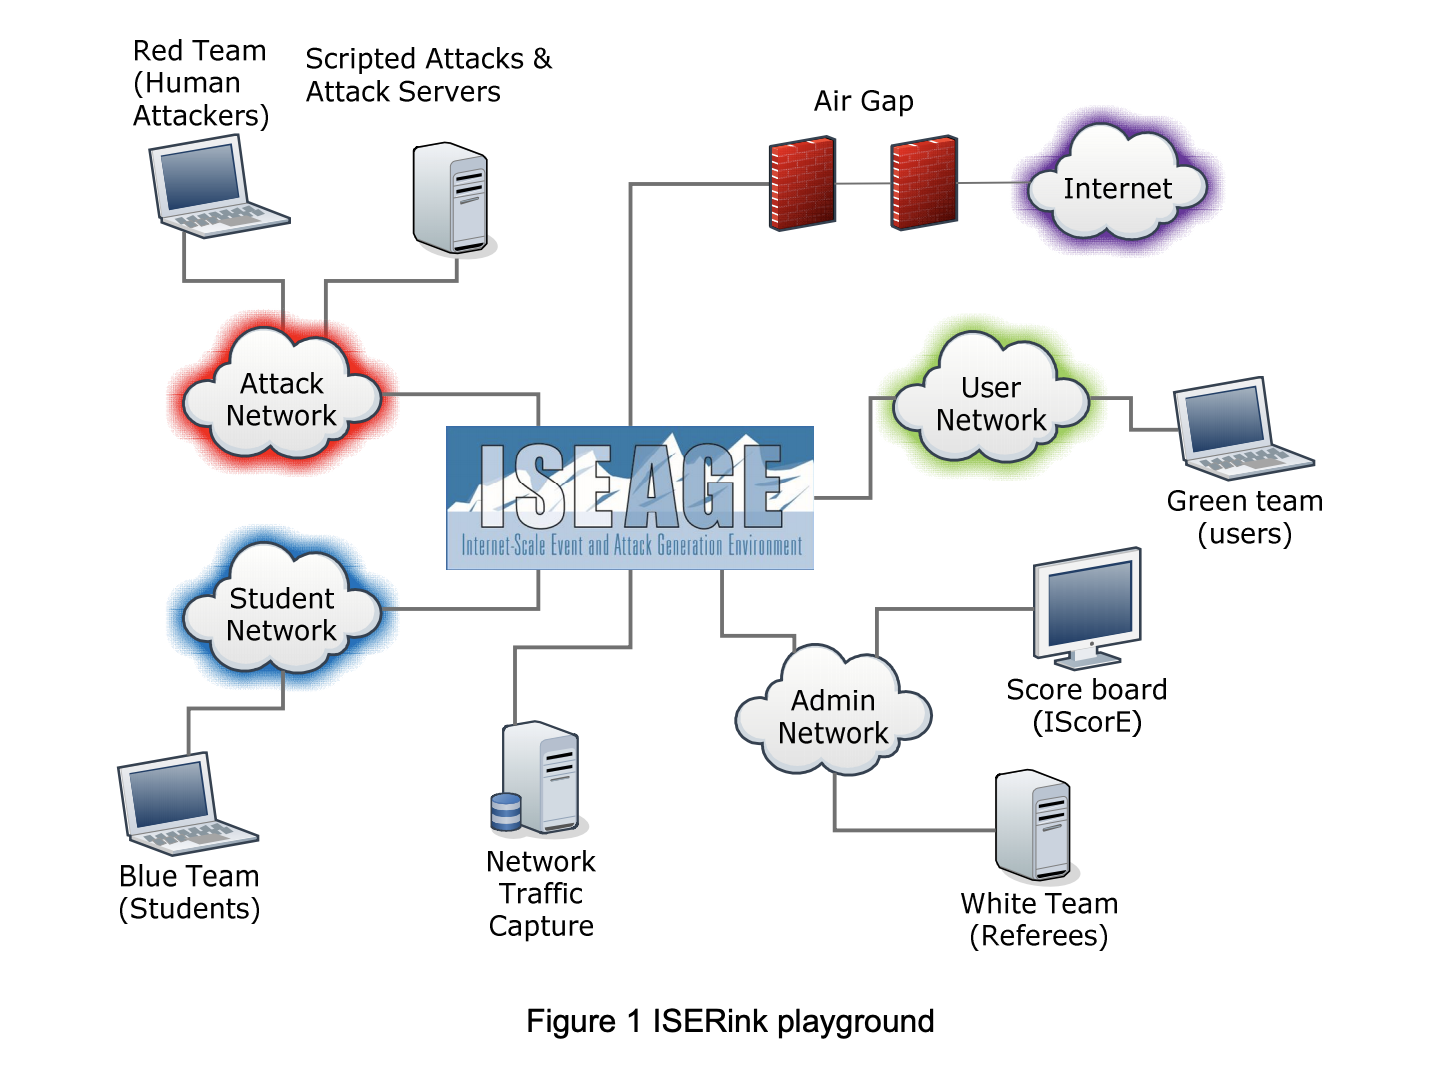 Red Team
(Human
Attackers)
Scripted Attacks &
Attack Servers
Air Gap
Internet
Attack
Network
User
Network
Green team
(users)
ISEAGE
Internet-Scale Event and Attack Generation Environment
Student
Network
Blue Team
(Students)
Network
Traffic
Capture
Admin
Network
Score board
(IScorE)
White Team
(Referees)
Figure 1 ISERink playground